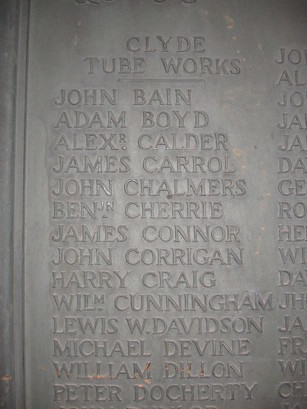 CLYDE
TUBE WORKS
JOHN BAIN
ADAM BOYD
ALEXR CALDER
JAMES CARROL
JOHN CHALMERS
BENJN CHERRIE
JAMES CONNOR
JOHN CORRIGAN
HARRY CRAIG
WILM CUNNINGHAM
LEWIS W. DAVIDSON
MICHAEL DEVINE
WILLIAM DILLON
PETER DOCHERTY